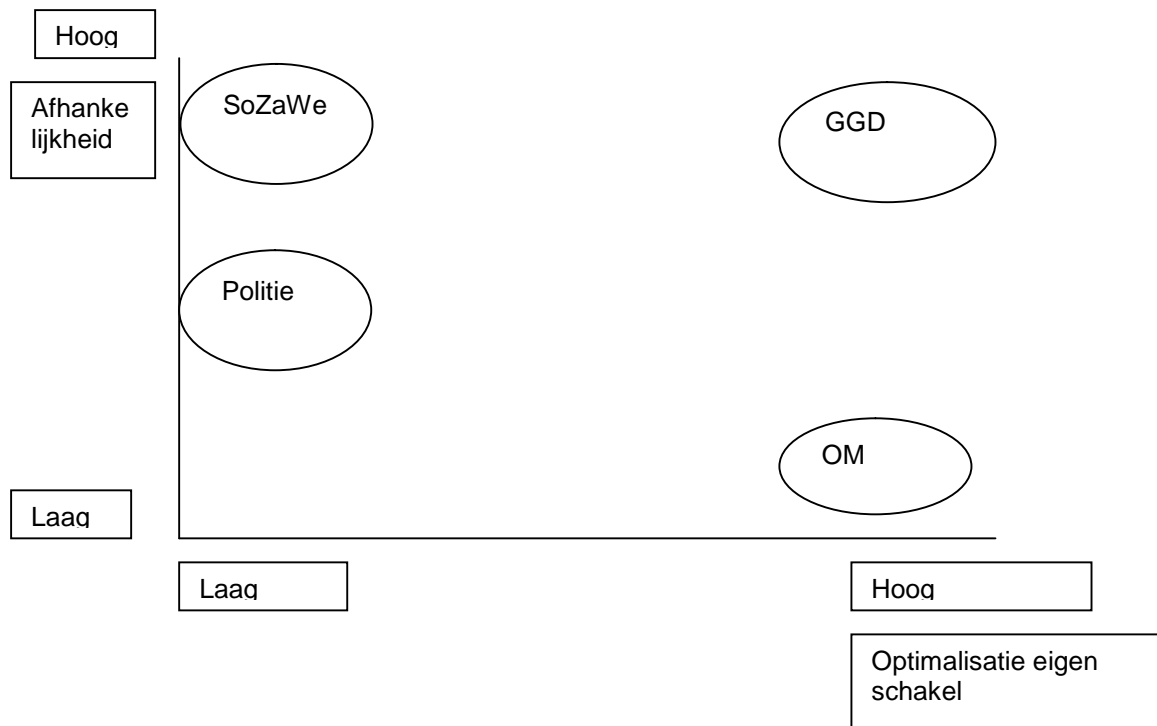 Hoog
Afhanke
lijkheid
SoZaWe
GGD
Politie
OM
Laag
Laag
Hoog
Optimalisatie eigen
schakel